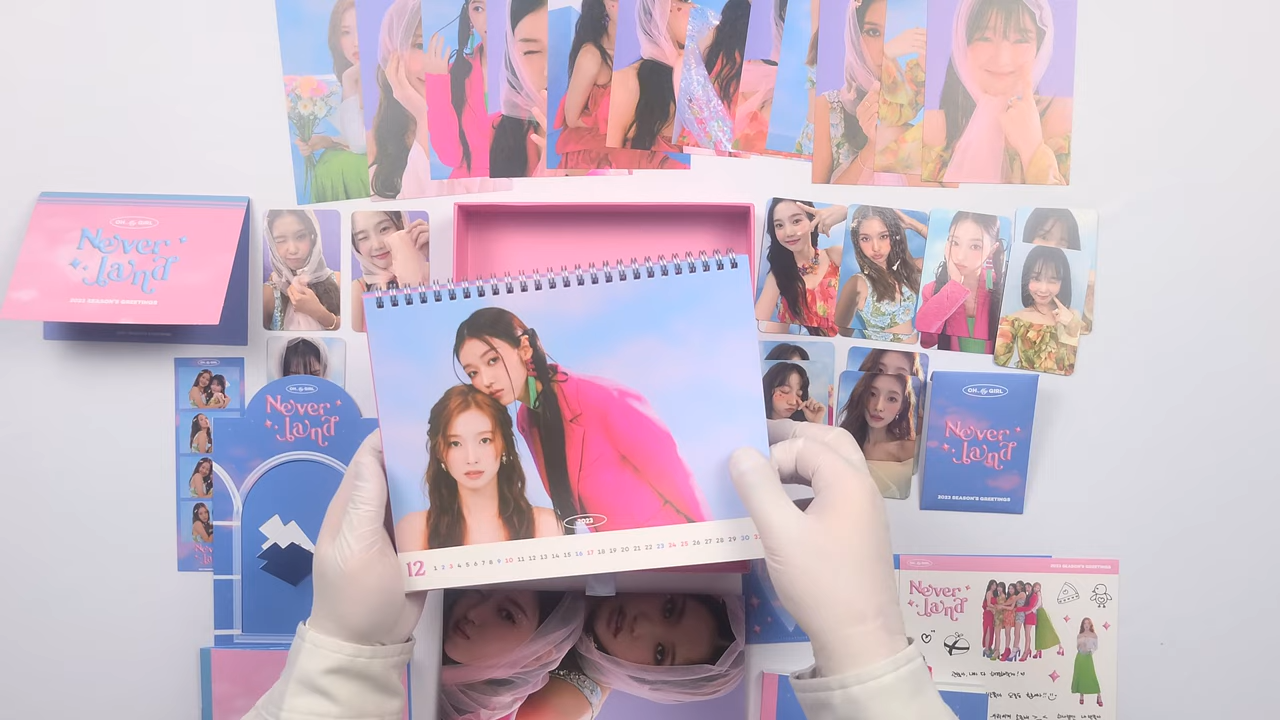 OH. MY GIRL
Never
Land
2023 SEASON'S GREETINGS
OH. MY GIRL
Never
Land
2023
12 1 2 3 4 5 6 7 8 9 10 11 12 13 14 15 16 17 18 19 20 21 22 23 24 25 26 27 28 29 30 31
OH. MY GIRL
Never
Land
2023 SEASON'S GREETINGS
2023 SEASON'S GREETINGS
Never
Land